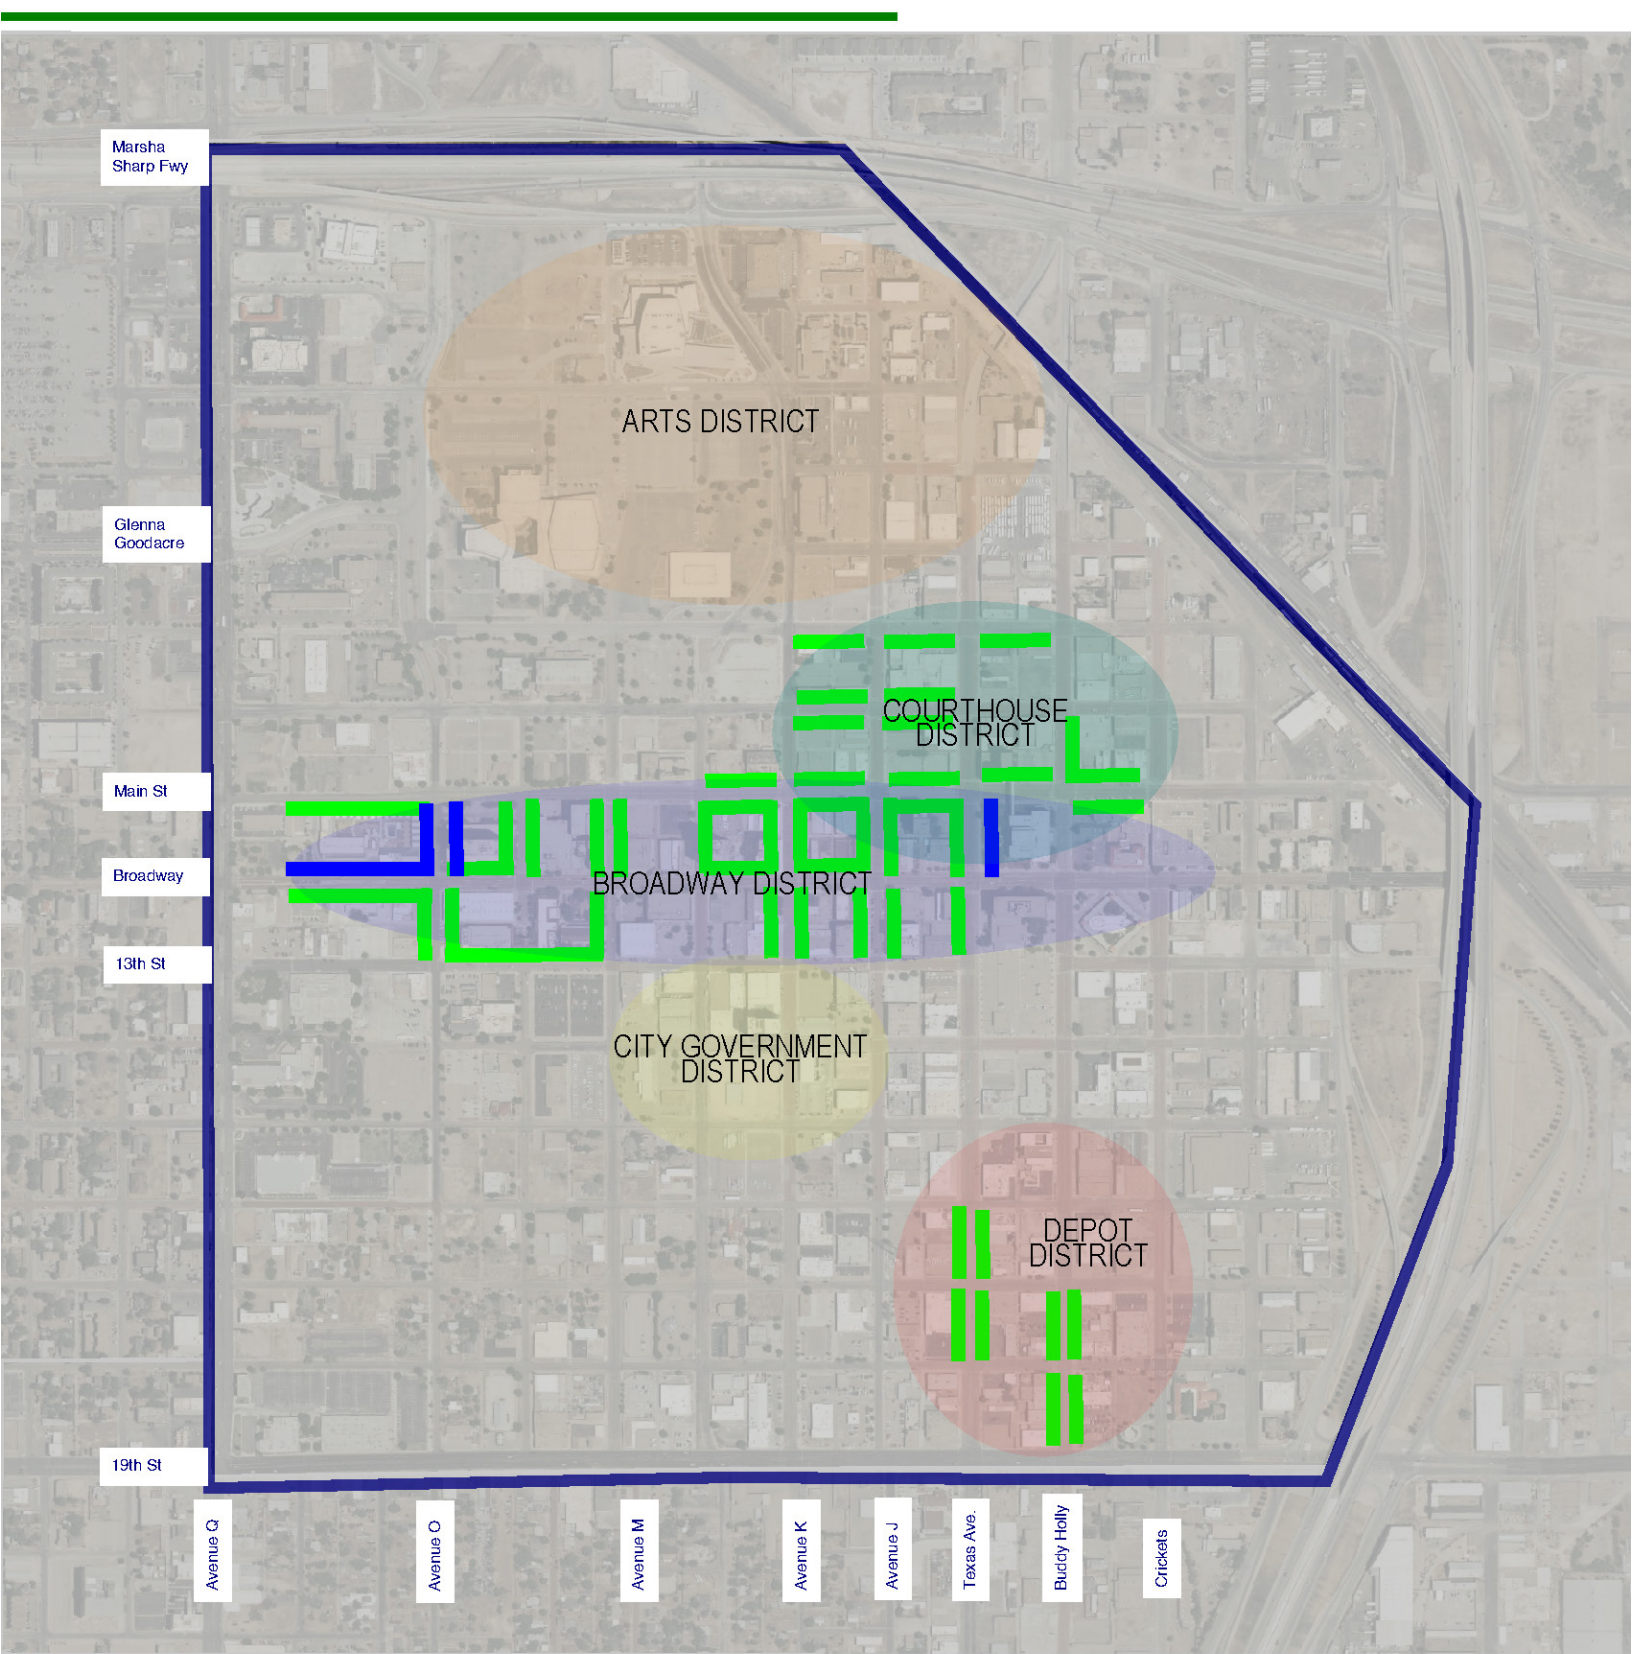 Marsha
Sharp Fwy
ARTS DISTRICT
Glenna
Goodacre
COURTHOUSE
DISTRICT
Main St
Broadway
BROADWAY DISTRICT
13th St
CITY GOVERNMENT
DISTRICT
DEPOT
DISTRICT
19th St
Avenue Q
Avenue O
Avenue M
Avenue K
Avenue J
Texas Ave.
Buddy Holly
Crickets